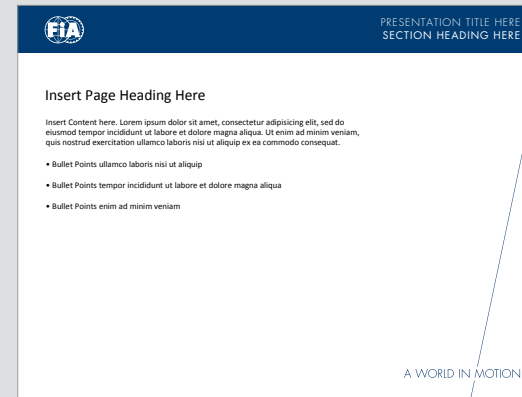 FiA
PRESENTATION TITLE HERE
SECTION HEADING HERE
Insert Page Heading Here
Insert Content here. Lorem ipsum dolor sit amet, consectetur adipisicing elit, sed do
eiusmod tempor incididunt ut labore et dolore magna aliqua. Ut enim ad minim veniam,
quis nostrud exercitation ullamco laboris nisi ut aliquip ex ea commodo consequat.
• Bullet Points ullamco laboris nisi ut aliquip
• Bullet Points tempor incididunt ut labore et dolore magna aliqua
• Bullet Points enim ad minim veniam
A WORLD IN MOTION